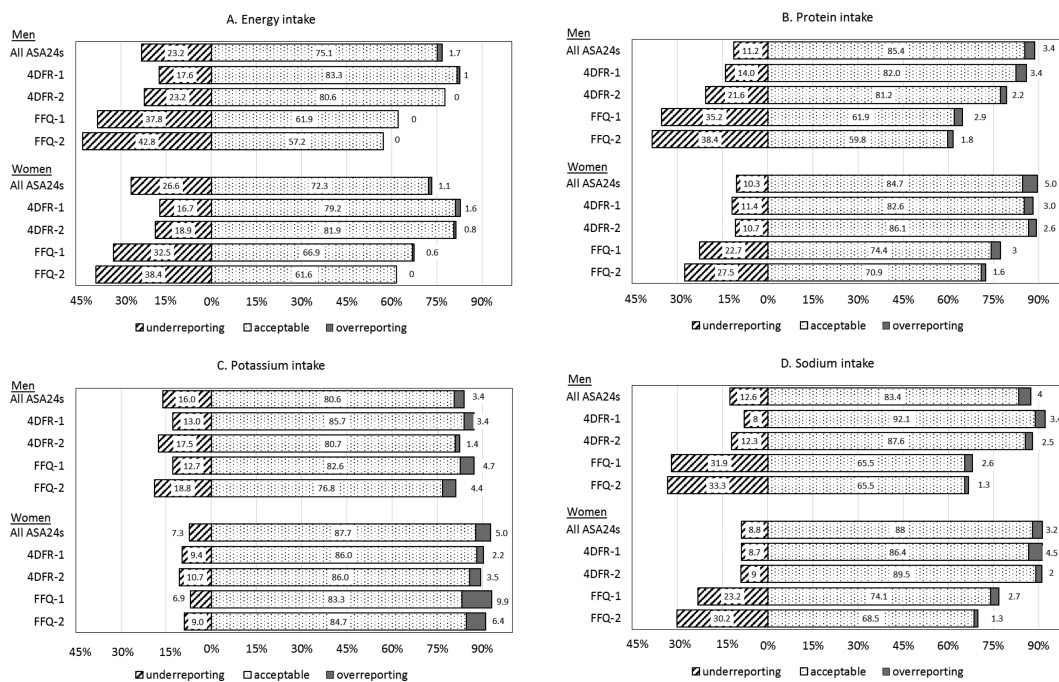 A. Energy intake
Men
All ASA24s 23.2 75.1 1.7
4DFR-1 17.6 83.3 1
4DFR-2 23.2 80.6 0
FFQ-1 37.8 61.9 0
FFQ-2 42.8 57.2 0
Women
All ASA24s 26.6 72.3 1.1
4DFR-1 16.7 79.2 1.6
4DFR-2 18.9 81.9 0.8
FFQ-1 32.5 66.9 0.6
FFQ-2 38.4 61.6 0
45% 30% 15% 0% 15% 30% 45% 60% 75% 90%
underreporting acceptable overreporting
B. Protein intake
Men
All ASA24s 11.2 85.4 3.4
4DFR-1 14.0 82.0 3.4
4DFR-2 21.6 81.2 2.2
FFQ-1 35.2 61.9 2.9
FFQ-2 38.4 59.8 1.8
Women
All ASA24s 10.3 84.7 5.0
4DFR-1 11.4 82.6 3.0
4DFR-2 10.7 86.1 2.6
FFQ-1 22.7 74.4 3
FFQ-2 27.5 70.9 1.6
45% 30% 15% 0% 15% 30% 45% 60% 75% 90%
underreporting acceptable overreporting
C. Potassium intake
Men
All ASA24s 16.0 80.6 3.4
4DFR-1 13.0 85.7 3.4
4DFR-2 17.5 80.7 1.4
FFQ-1 12.7 82.6 4.7
FFQ-2 18.8 76.8 4.4
Women
All ASA24s 7.3 87.7 5.0
4DFR-1 9.4 86.0 2.2
4DFR-2 10.7 86.0 3.5
FFQ-1 6.9 83.3 9.9
FFQ-2 9.0 84.7 6.4
45% 30% 15% 0% 15% 30% 45% 60% 75% 90%
underreporting acceptable overreporting
D. Sodium intake
Men
All ASA24s 12.6 83.4 4
4DFR-1 8 92.1 3.4
4DFR-2 12.3 87.6 2.5
FFQ-1 31.9 65.5 2.6
FFQ-2 33.3 65.5 1.3
Women
All ASA24s 8.8 88 3.2
4DFR-1 8.7 86.4 4.5
4DFR-2 9 89.5 2
FFQ-1 23.2 74.1 2.7
FFQ-2 30.2 68.5 1.3
45% 30% 15% 0% 15% 30% 45% 60% 75% 90%
underreporting acceptable overreporting